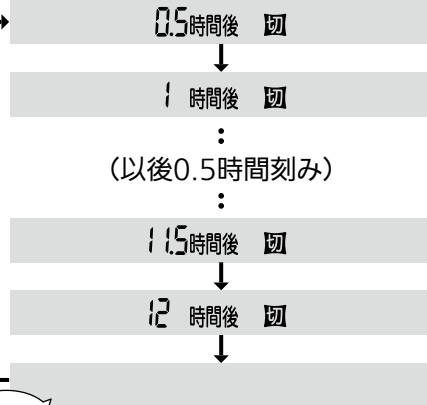 0.5時間後 切
1 時間後 切
：
（以後0.5時間刻み）
：
11.5時間後 切
12 時間後 切